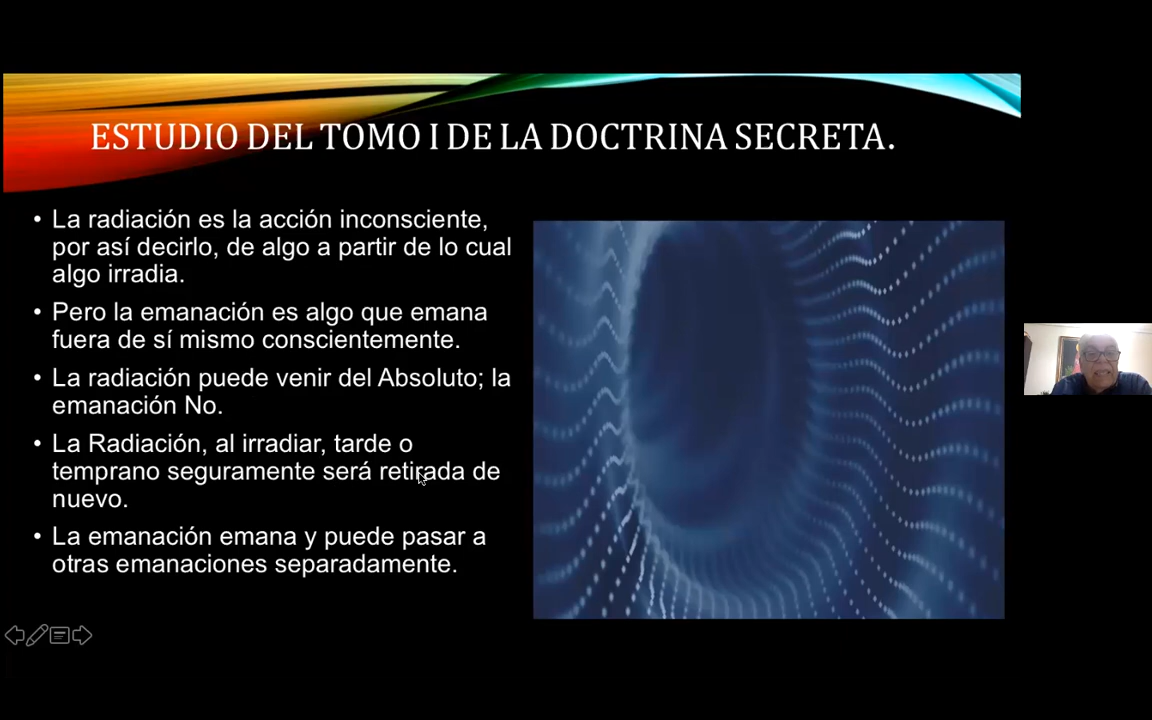 ESTUDIO DEL TOMO I DE LA DOCTRINA SECRETA.
• La radiación es la acción inconsciente,
por así decirlo, de algo a partir de lo cual
algo irradia.
• Pero la emanación es algo que emana
fuera de sí mismo conscientemente.
• La radiación puede venir del Absoluto; la
emanación No.
• La Radiación, al irradiar, tarde o
temprano seguramente será retirada de
nuevo.
• La emanación emana y puede pasar a
otras emanaciones separadamente.